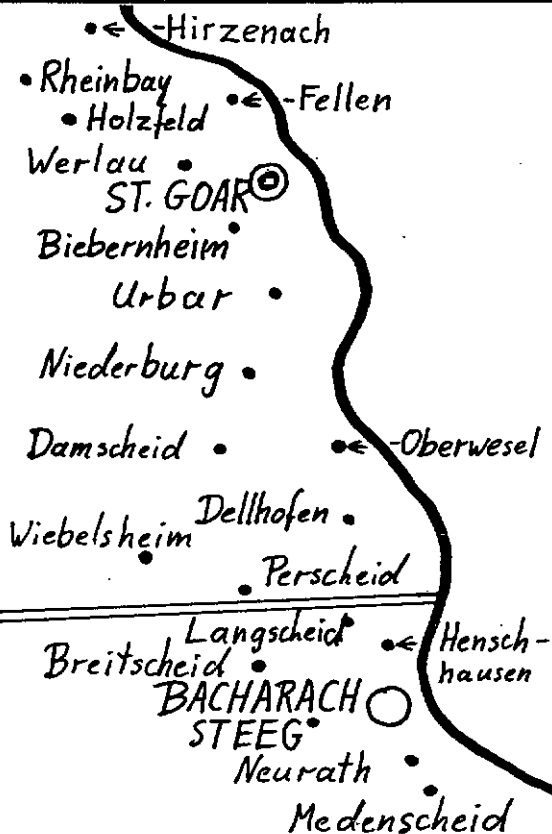 -Hirzenach
Rheinbay
-Fellen
Holzfeld
Werlau
ST. GOAR
Biebernheim
Urbar
Niederburg
Damscheid
-Oberwesel
Dellhofen
Wiebelsheim
Perscheid
Langscheid
Hensch-
hausen
Breitscheid
BACHARACH
STEEG
Neurath
Medenscheid